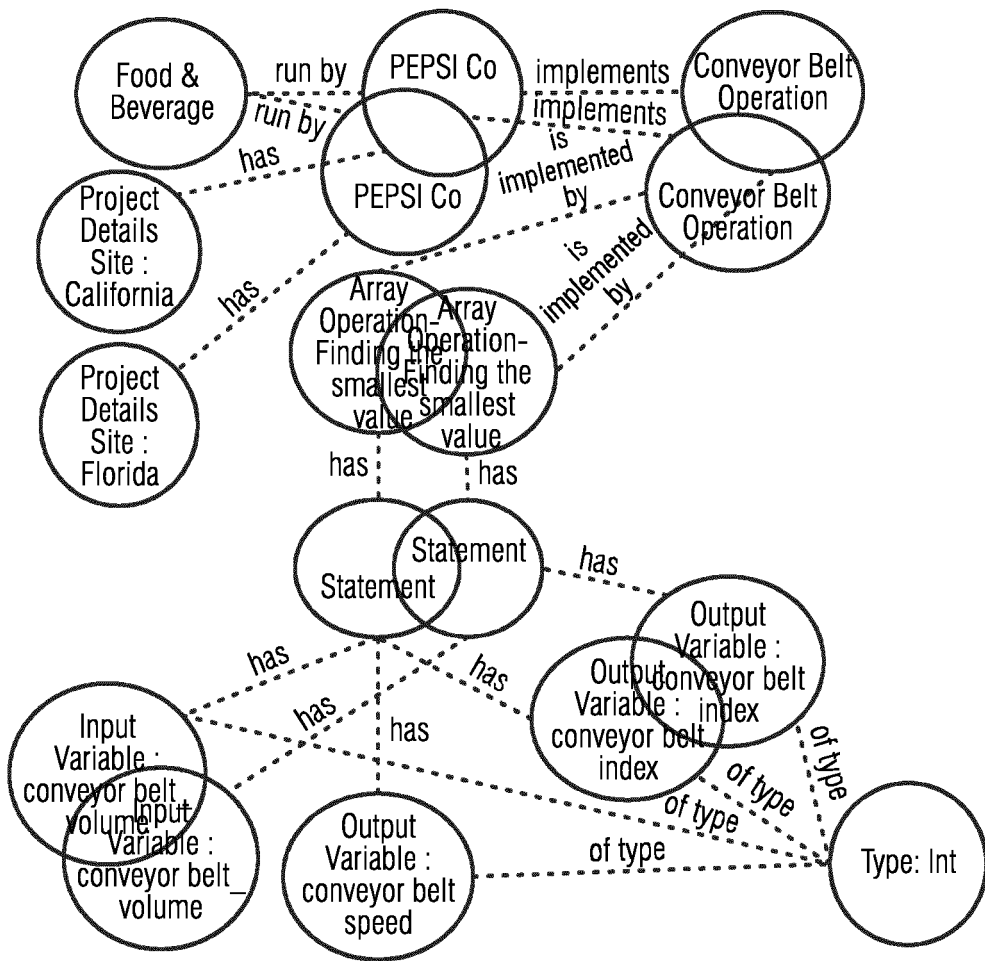 Food &
Beverage
run by
run by
PEPSI Co
PEPSI Co
implements
implements
Conveyor Belt
Operation
Conveyor Belt
Operation
has
is
implemented
by
Project
Details
Site :
California
has
is
implemented
by
Project
Details
Site :
Florida
Array
Operation-
Finding the
smallest
value
Array
Operation-
Finding the
smallest
value
has
has
Statement
Statement
has
has
has
has
has
Output
Variable :
conveyor belt
index
Output
Variable :
conveyor belt
index
Input
Variable :
conveyor belt_
volume
Input
Variable :
conveyor belt_
volume
Output
Variable :
conveyor belt
speed
of type
of type
of type
of type
Type: Int